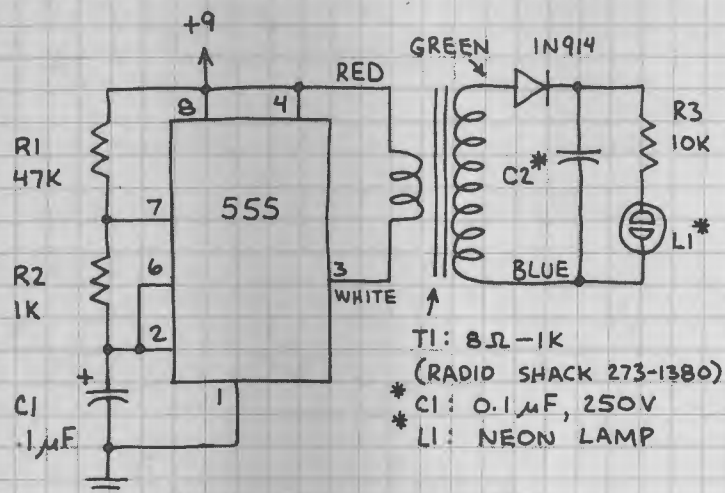 +9
GREEN
1N914
RED
8
4
R1
47K
R3
10K
C2*
555
7
L1*
6
R2
1K
3
BLUE
WHITE
2
T1: 8Ω-1K
(RADIO SHACK 273-1380)
+
* C1: 0.1µF, 250V
1
C1
.1µF
* L1: NEON LAMP